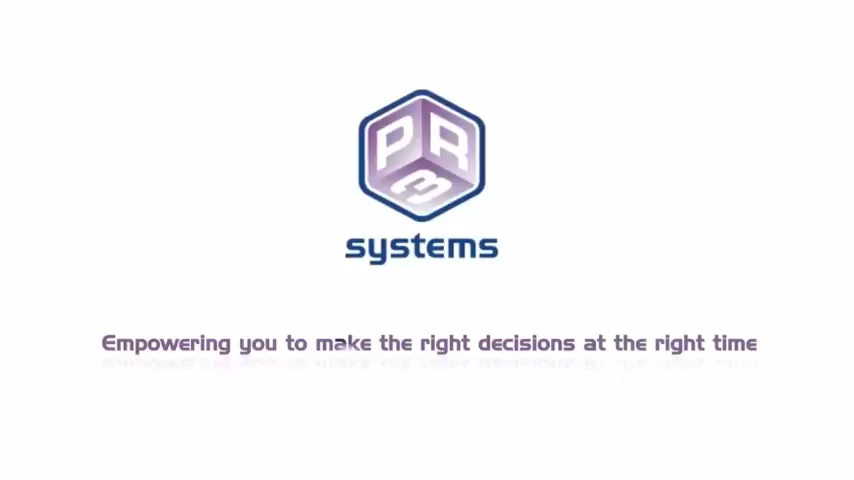 PR3
systems
Empowering you to make the right decisions at the right time